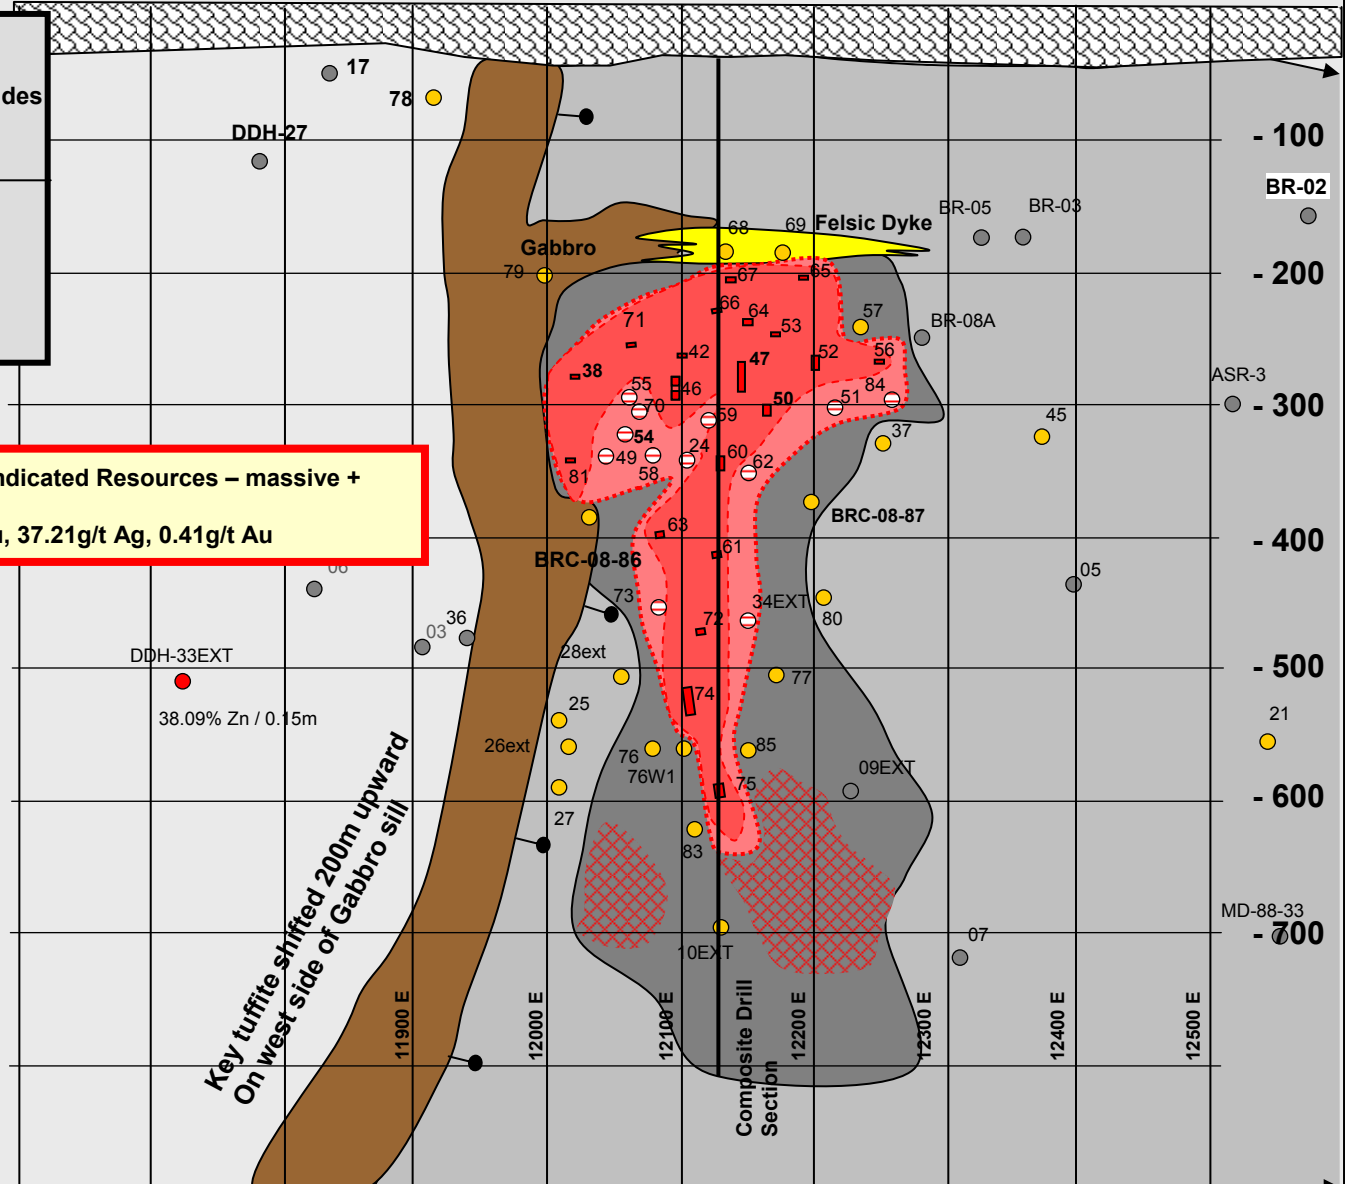 des
17
78
DDH-27
- 100
BR-02
BR-05
BR-03
Felsic Dyke
68
69
Gabbro
79
- 200
67
65
66
64
57
71
53
BR-08A
42
47
52
56
38
ASR-3
55
46
84
70
50
51
- 300
59
45
54
37
24
60
49
58
62
81
ndicated Resources – massive +
, 37.21g/t Ag, 0.41g/t Au
BRC-08-87
63
61
- 400
BRC-08-86
05
73
34EXT
80
03
36
72
DDH-33EXT
28ext
- 500
77
74
38.09% Zn / 0.15m
25
21
26ext
76
85
76W1
09EXT
75
- 600
27
83
Key tuffite shifted 200m upward
On west side of Gabbro sill
MD-88-33
- 700
10EXT
07
11900 E
12000 E
12100 E
Composite Drill
Section
12200 E
12300 E
12400 E
12500 E